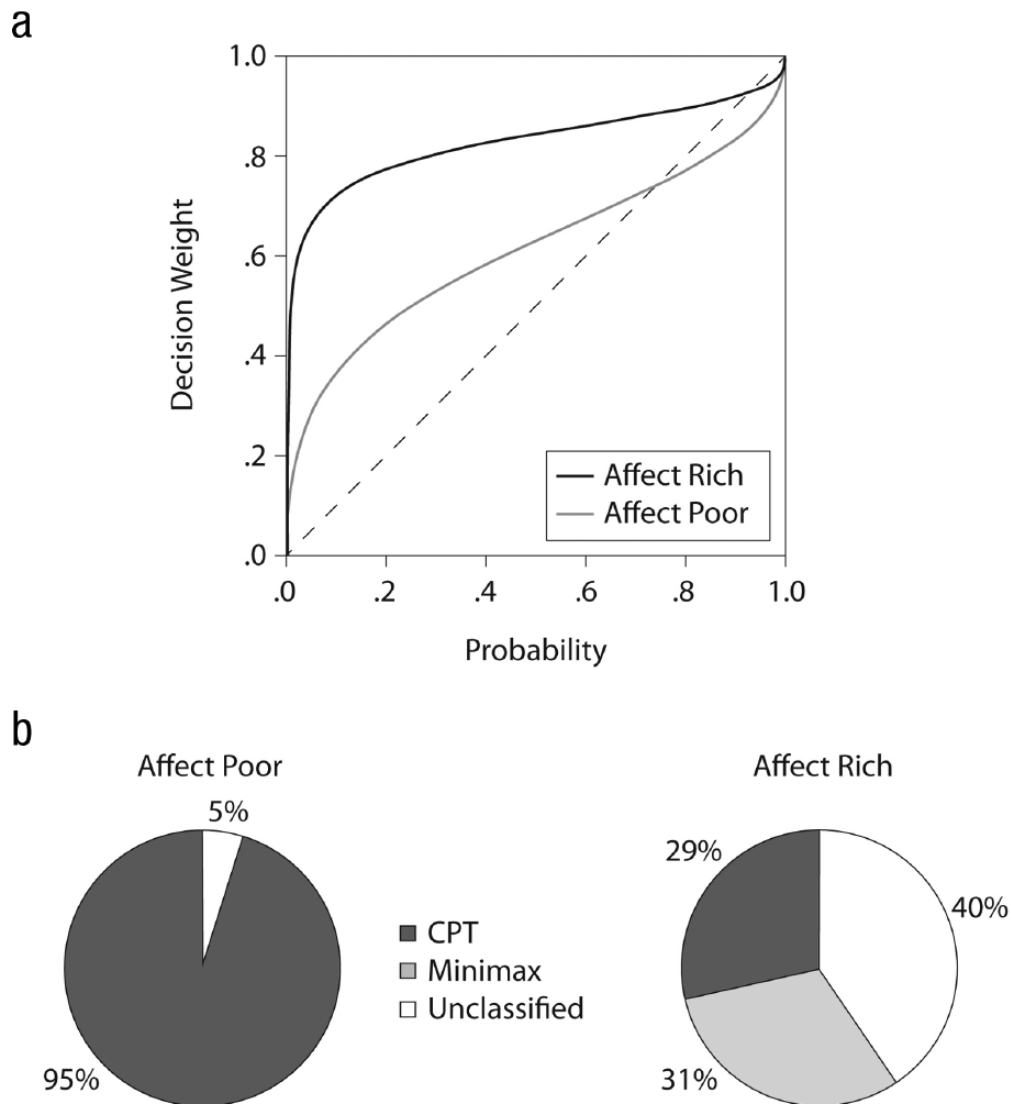 a
1.0
.8
.6
.4
.2
.0
Decision Weight
Affect Rich
Affect Poor
.0 .2 .4 .6 .8 1.0
Probability
b
Affect Poor
Affect Rich
5%
95%
CPT
Minimax
Unclassified
29%
40%
31%